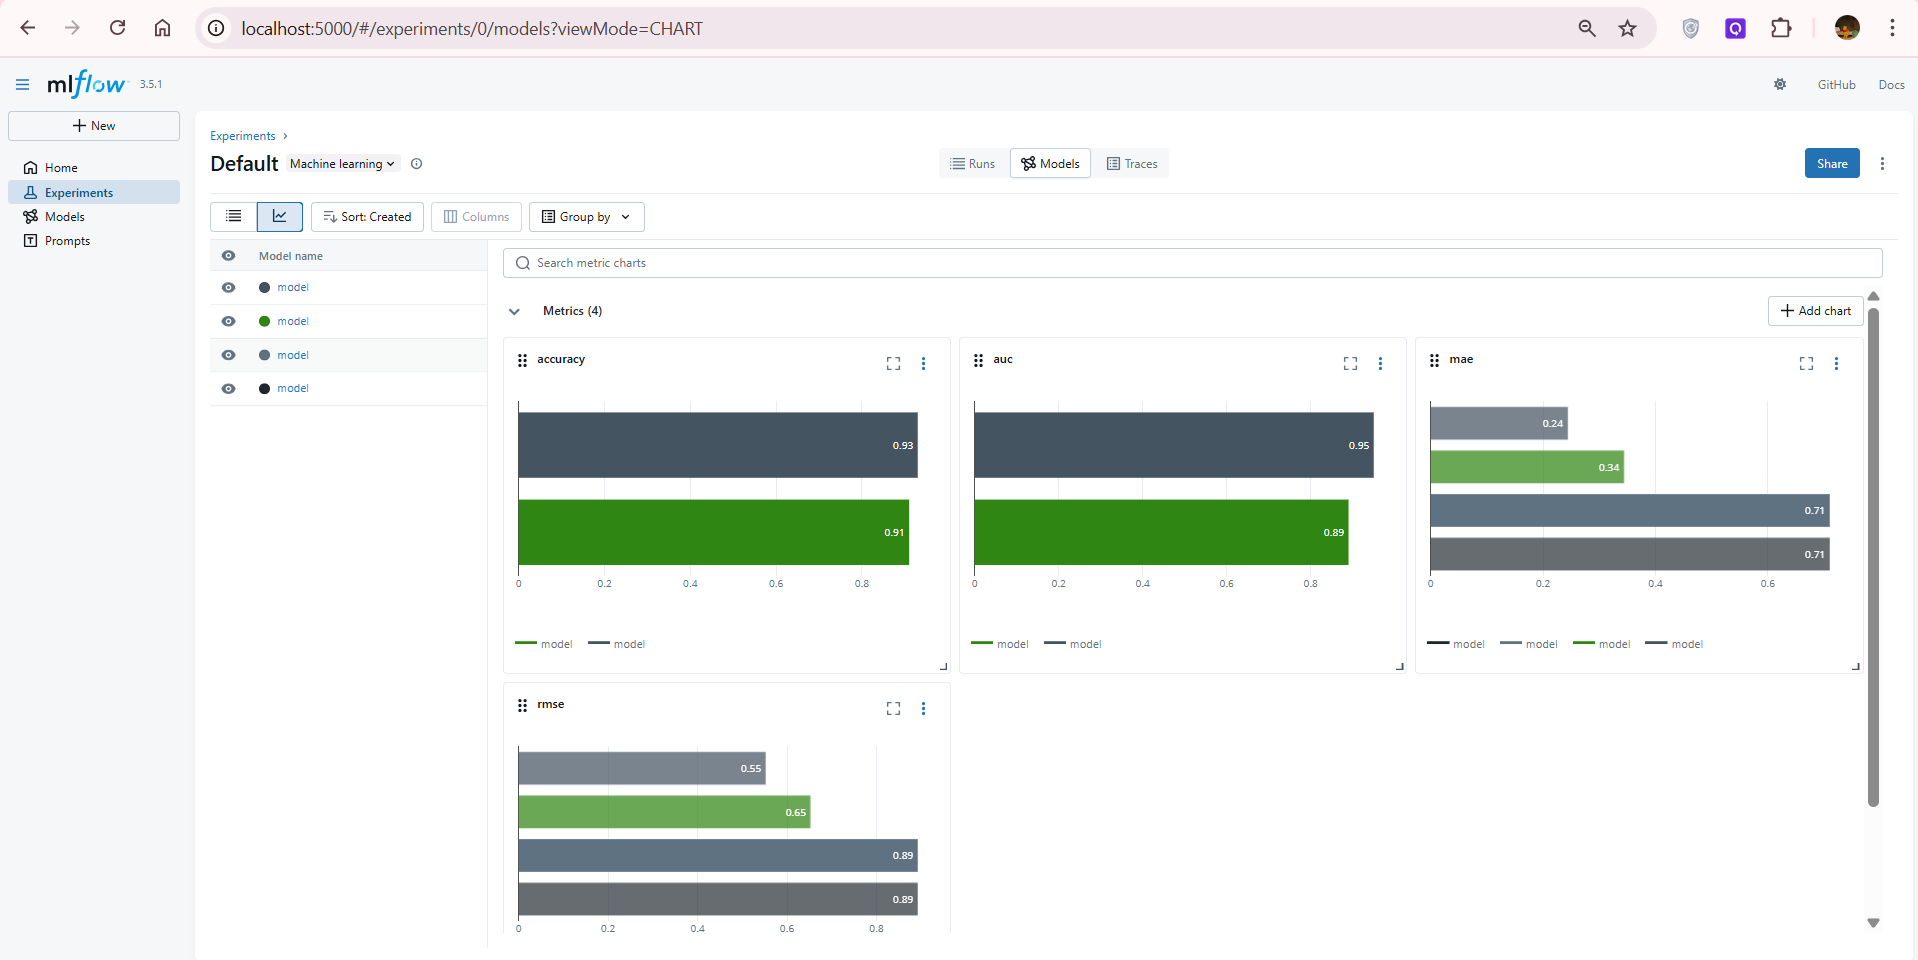 localhost:5000/#/experiments/0/models?viewMode=CHART
mlflow 3.5.1
GitHub Docs
New
Home
Experiments
Models
Prompts
Experiments
Default Machine learning
Runs Models Traces
Share
Sort: Created Columns Group by
Model name
model
model
model
model
Search metric charts
Metrics (4)
Add chart
accuracy
0.93
0.91
0 0.2 0.4 0.6 0.8
model model
auc
0.95
0.89
0 0.2 0.4 0.6 0.8
model model
mae
0.24
0.34
0.71
0.71
0 0.2 0.4 0.6
model model model model
rmse
0.55
0.65
0.89
0.89
0 0.2 0.4 0.6 0.8